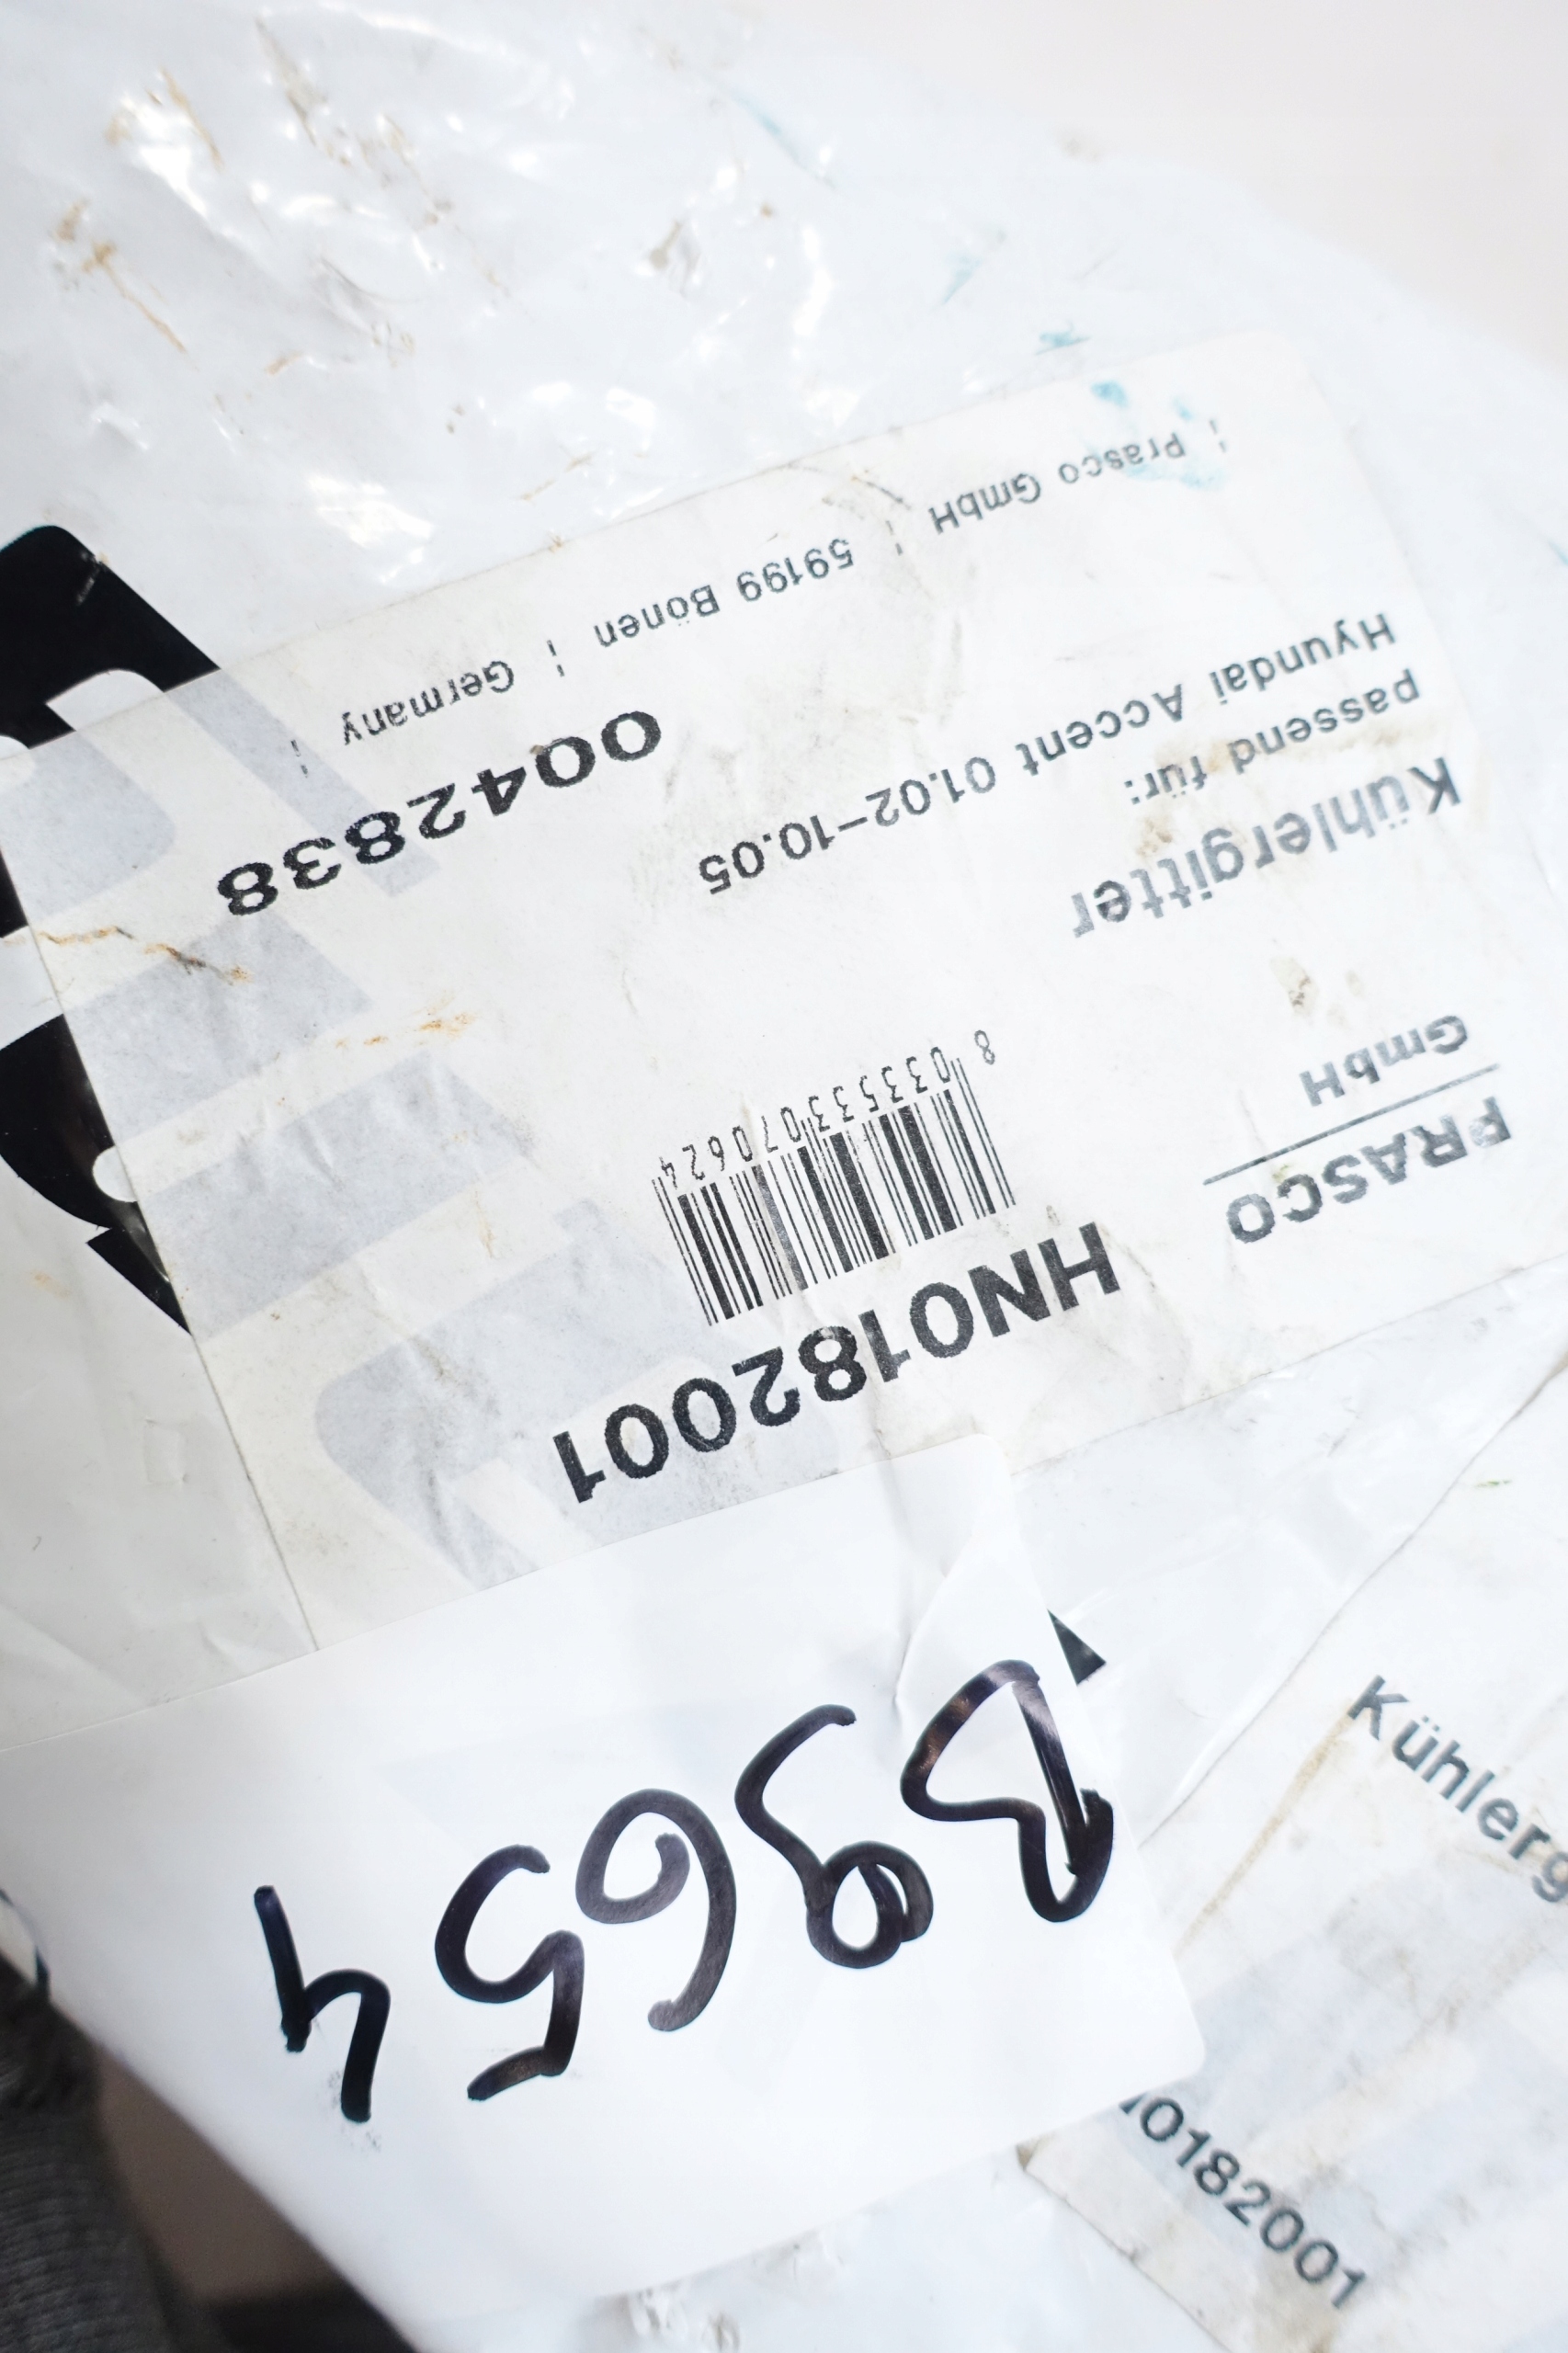 B9654
PRASCO
GmbH
HN0182001
8 033533 070624
Kühlergitter
passend für:
Hyundai Accent 01.02-10.05
0042838
¦ Prasco GmbH ¦ 59199 Bönen ¦ Germany ¦
Kühlerg
0182001